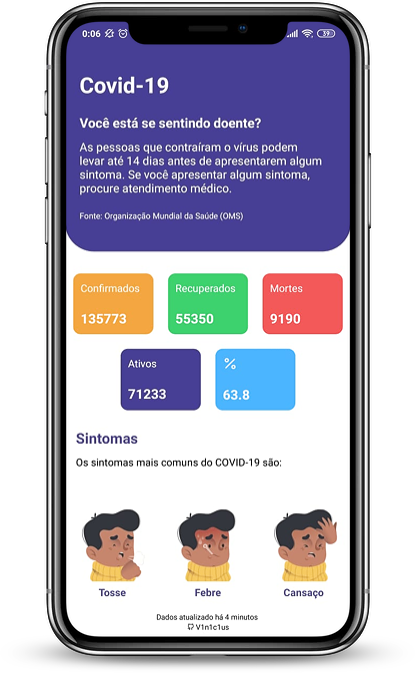 0:06
39
Covid-19
Você está se sentindo doente?
As pessoas que contraíram o vírus podem
levar até 14 dias antes de apresentarem algum
sintoma. Se você apresentar algum sintoma,
procure atendimento médico.
Fonte: Organização Mundial da Saúde (OMS)
Confirmados
135773
Recuperados
55350
Mortes
9190
Ativos
71233
%
63.8
Sintomas
Os sintomas mais comuns do COVID-19 são:
Tosse
Febre
Cansaço
Dados atualizado há 4 minutos
V1n1c1us